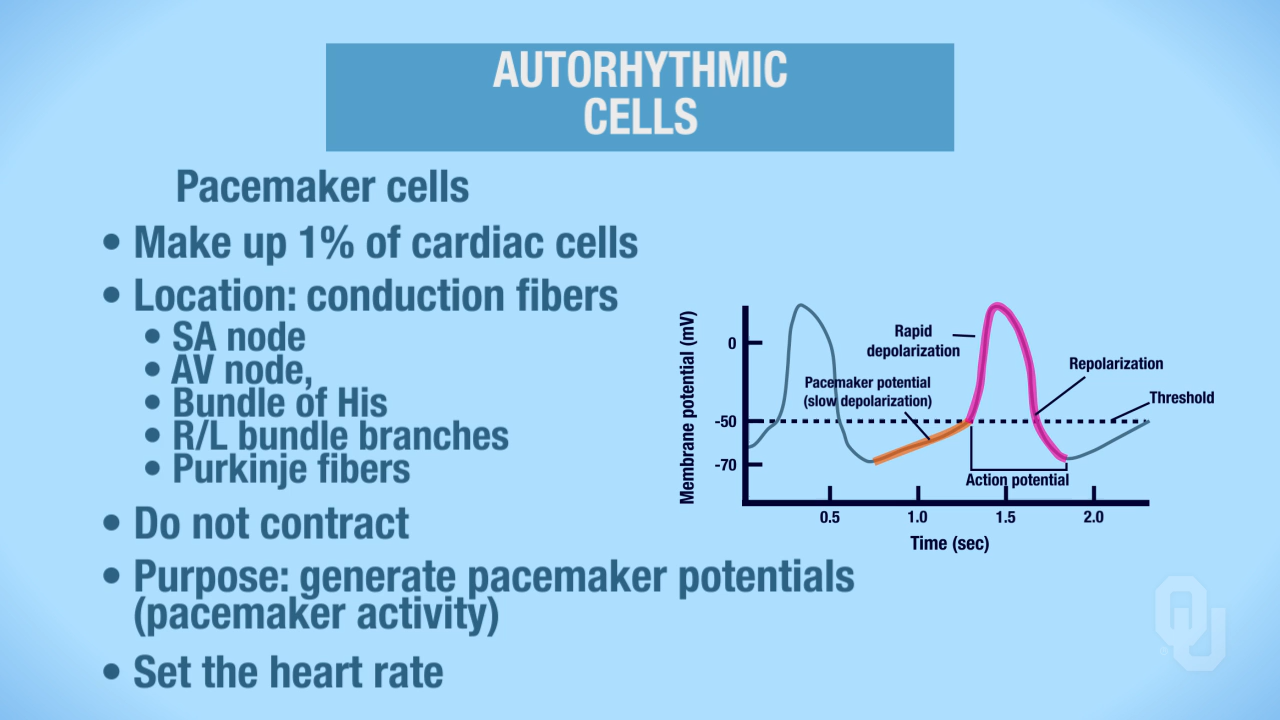 AUTORHYTHMIC
CELLS
Pacemaker cells
• Make up 1% of cardiac cells
• Location: conduction fibers
• SA node
• AV node,
• Bundle of His
• R/L bundle branches
• Purkinje fibers
• Do not contract
• Purpose: generate pacemaker potentials
(pacemaker activity)
• Set the heart rate
Membrane potential (mV)
0
-50
-70
Rapid
depolarization
Pacemaker potential
(slow depolarization)
Repolarization
Threshold
Action potential
0.5
1.0
1.5
2.0
Time (sec)
OU